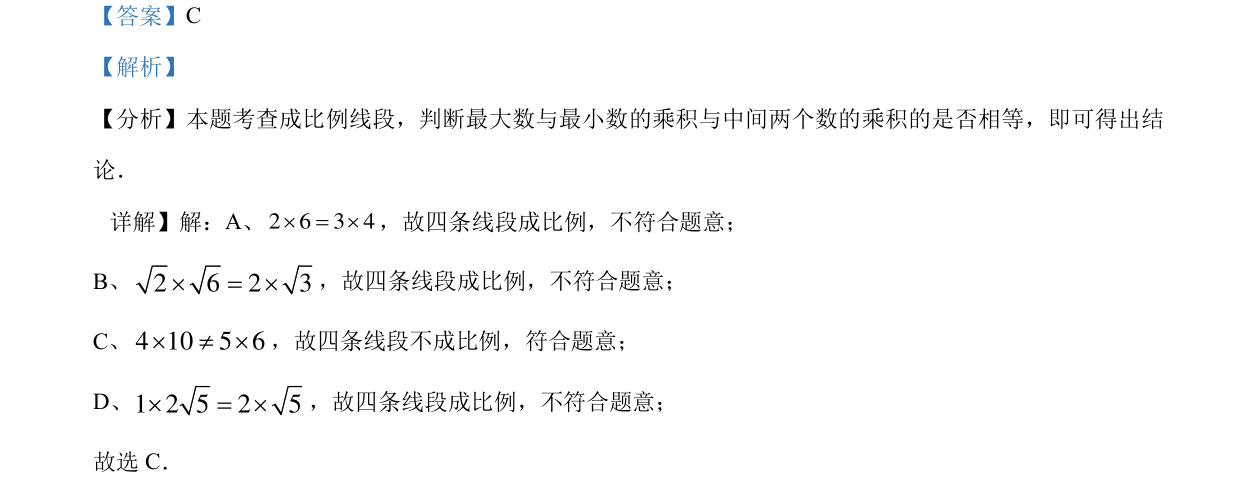 【答案】C
【解析】
【分析】本题考查成比例线段，判断最大数与最小数的乘积与中间两个数的乘积的是否相等，即可得出结
论．
详解】解：A、2×6=3×4，故四条线段成比例，不符合题意；
B、√2×√6=2×√3，故四条线段成比例，不符合题意；
C、4×10≠5×6，故四条线段不成比例，符合题意；
D、1×2√5=2×√5，故四条线段成比例，不符合题意；
故选 C．